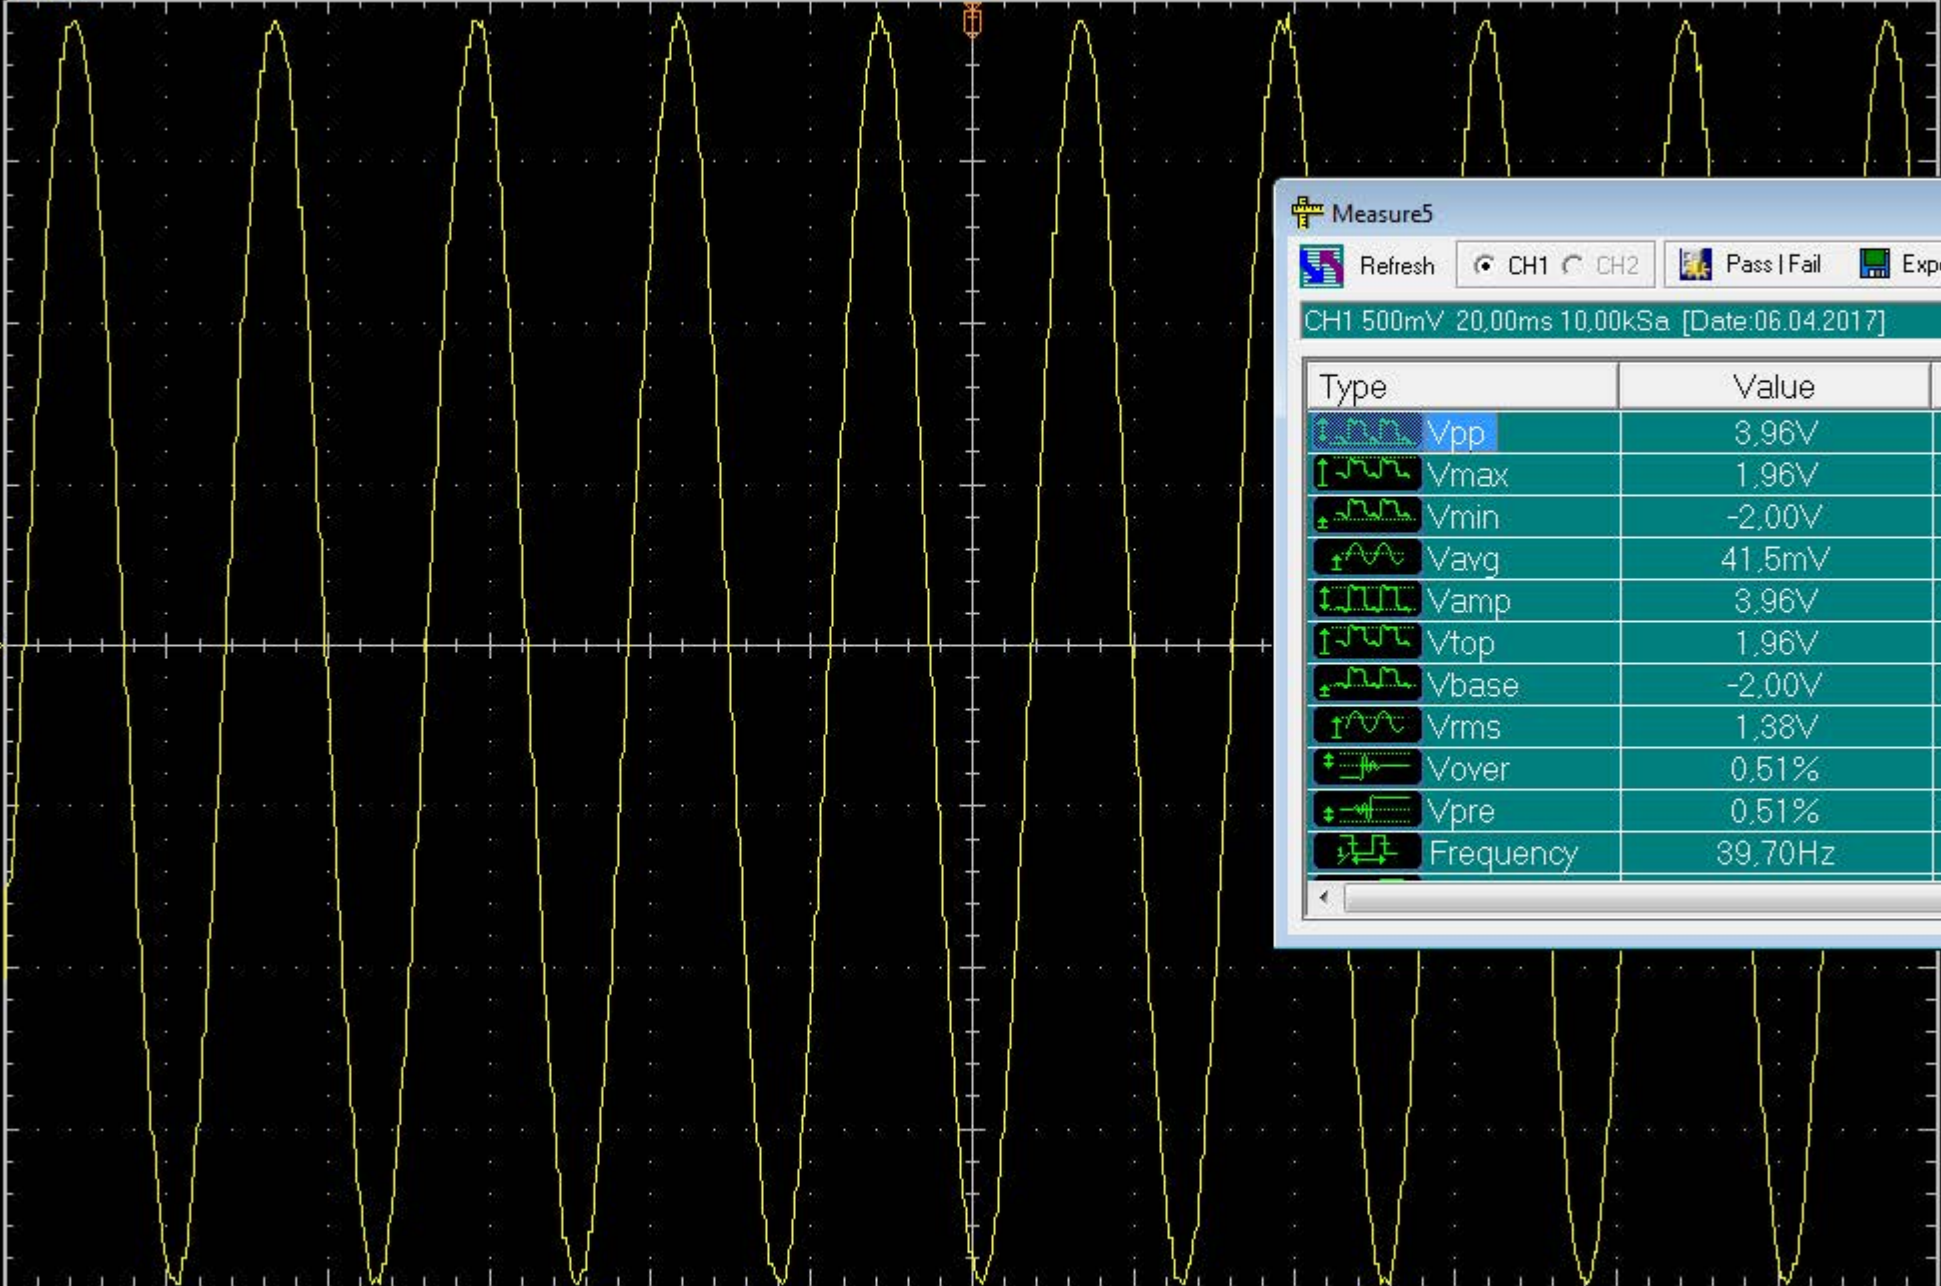 T
Measure5
Refresh CH1 CH2 Pass | Fail
CH1 500mV 20,00ms 10,00kSa [Date:06.04.2017]
Type Value
Vpp 3,96V
Vmax 1,96V
Vmin -2,00V
Vavg 41,5mV
Vamp 3,96V
Vtop 1,96V
Vbase -2,00V
Vrms 1,38V
Vover 0,51%
Vpre 0,51%
Frequency 39,70Hz